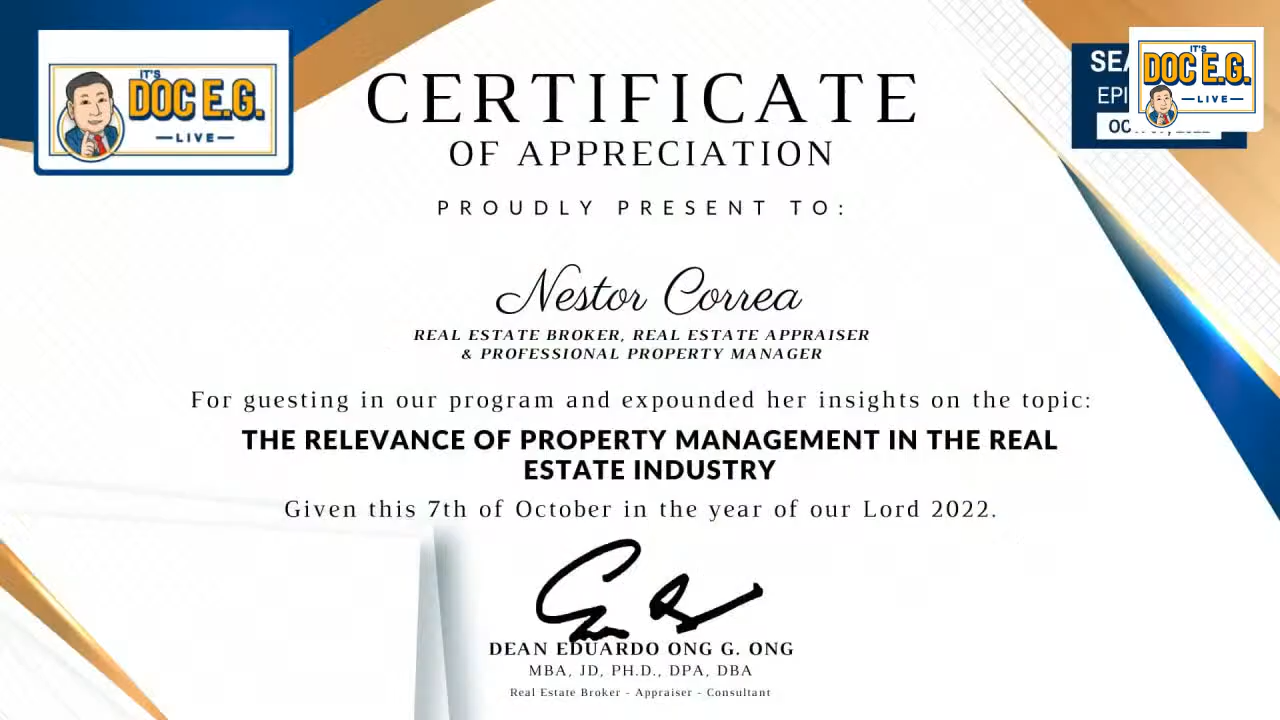 IT'S
DOC E.G.
LIVE
CERTIFICATE
OF APPRECIATION
PROUDLY PRESENT TO:
IT'S
DOC E.G.
LIVE
Nestor Correa
REAL ESTATE BROKER, REAL ESTATE APPRAISER
& PROFESSIONAL PROPERTY MANAGER
For guesting in our program and expounded her insights on the topic:
THE RELEVANCE OF PROPERTY MANAGEMENT IN THE REAL
ESTATE INDUSTRY
Given this 7th of October in the year of our Lord 2022.
DEAN EDUARDO ONG G. ONG
MBA, JD, PH.D., DPA, DBA
Real Estate Broker - Appraiser - Consultant